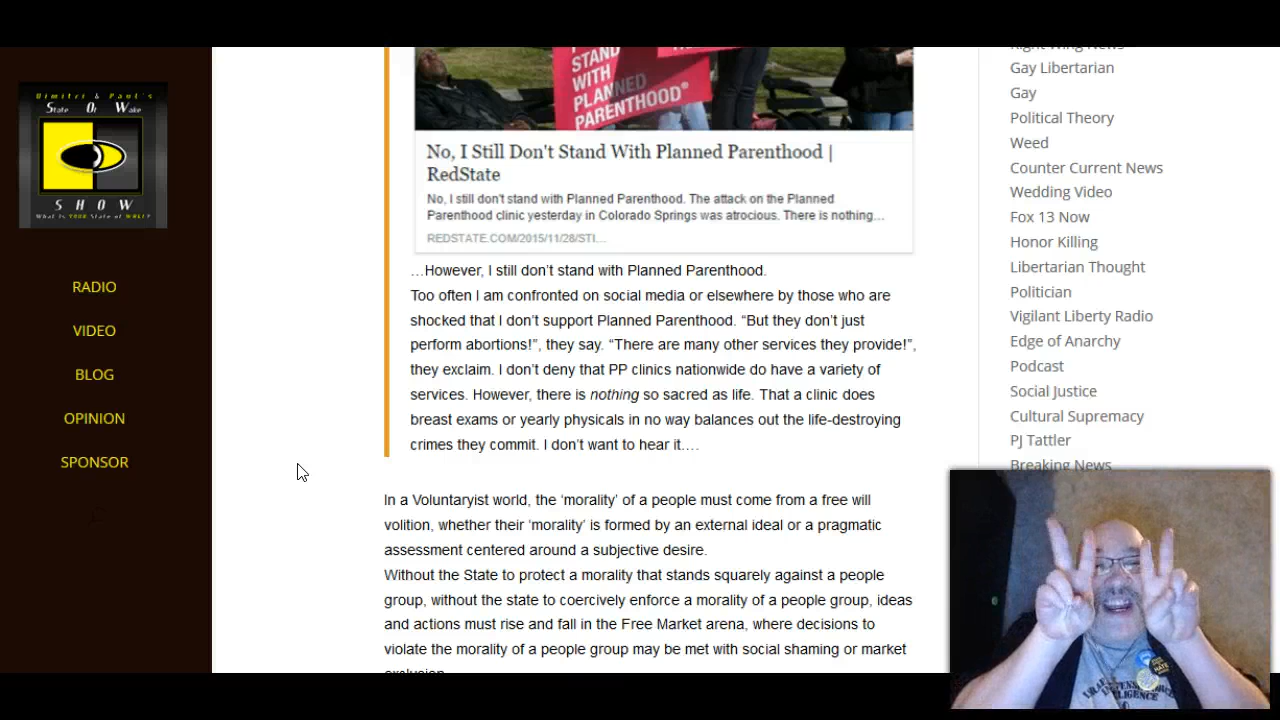 Dimitri & Paul's
State Of Wake
SHOW
What Is YOUR State of WAKE?
RADIO
VIDEO
BLOG
OPINION
SPONSOR
STAND
WITH
PLANNED
PARENTHOOD®
No, I Still Don't Stand With Planned Parenthood |
RedState
No, I still don't stand with Planned Parenthood. The attack on the Planned
Parenthood clinic yesterday in Colorado Springs was atrocious. There is nothing...
REDSTATE.COM/2015/11/28/STI...
…However, I still don’t stand with Planned Parenthood.
Too often I am confronted on social media or elsewhere by those who are
shocked that I don’t support Planned Parenthood. “But they don’t just
perform abortions!”, they say. “There are many other services they provide!”,
they exclaim. I don’t deny that PP clinics nationwide do have a variety of
services. However, there is nothing so sacred as life. That a clinic does
breast exams or yearly physicals in no way balances out the life-destroying
crimes they commit. I don’t want to hear it….
In a Voluntaryist world, the ‘morality’ of a people must come from a free will
volition, whether their ‘morality’ is formed by an external ideal or a pragmatic
assessment centered around a subjective desire.
Without the State to protect a morality that stands squarely against a people
group, without the state to coercively enforce a morality of a people group, ideas
and actions must rise and fall in the Free Market arena, where decisions to
violate the morality of a people group may be met with social shaming or market
exclusion
Right Wing News
Gay Libertarian
Gay
Political Theory
Weed
Counter Current News
Wedding Video
Fox 13 Now
Honor Killing
Libertarian Thought
Politician
Vigilant Liberty Radio
Edge of Anarchy
Podcast
Social Justice
Cultural Supremacy
PJ Tattler
Breaking News
HATE